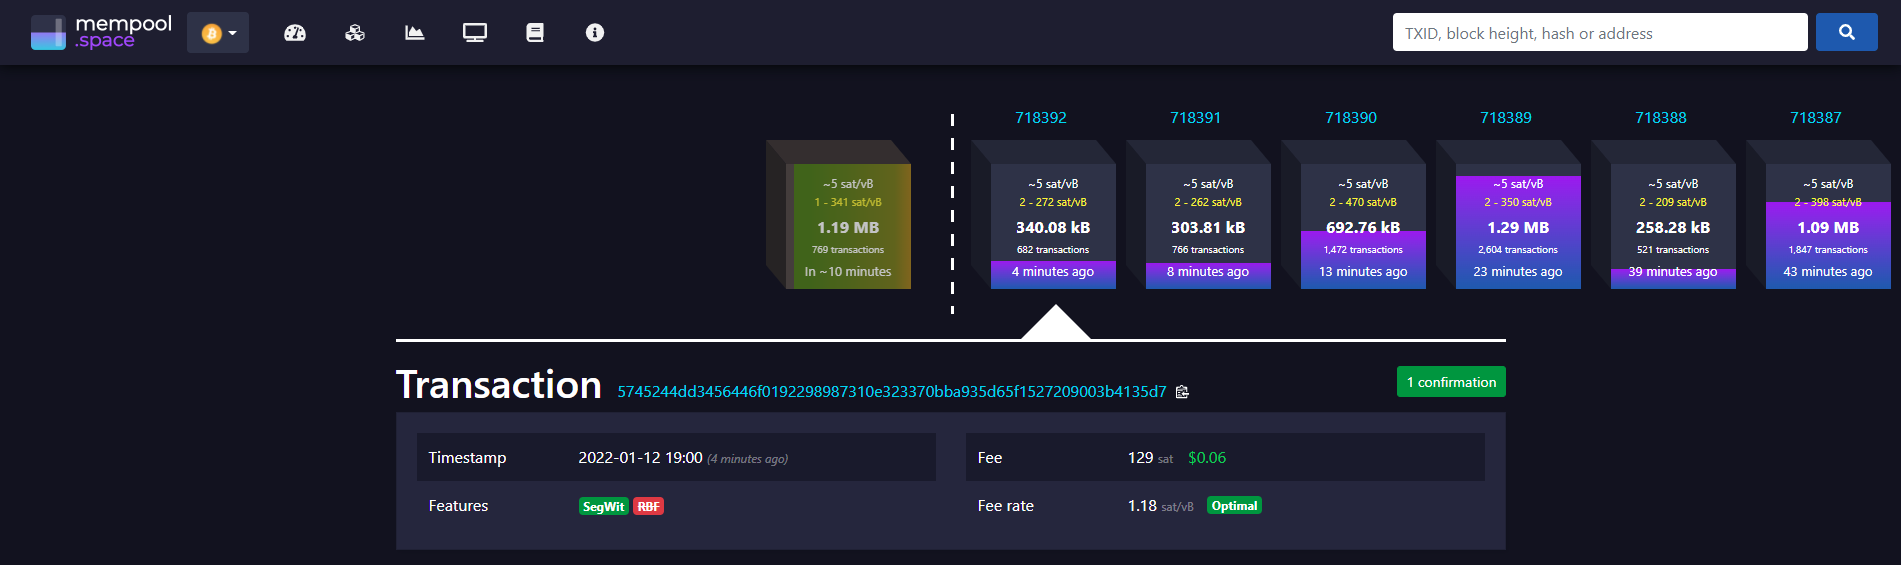 mempool
.space
TXID, block height, hash or address
~5 sat/vB
1 - 341 sat/vB
1.19 MB
769 transactions
In ~10 minutes
718392
~5 sat/vB
2 - 272 sat/vB
340.08 kB
682 transactions
4 minutes ago
718391
~5 sat/vB
2 - 262 sat/vB
303.81 kB
766 transactions
8 minutes ago
718390
~5 sat/vB
2 - 470 sat/vB
692.76 kB
1,472 transactions
13 minutes ago
718389
~5 sat/vB
2 - 350 sat/vB
1.29 MB
2,604 transactions
23 minutes ago
718388
~5 sat/vB
2 - 209 sat/vB
258.28 kB
521 transactions
39 minutes ago
718387
~5 sat/vB
2 - 398 sat/vB
1.09 MB
1,847 transactions
43 minutes ago
Transaction 5745244dd3456446f0192298987310e323370bba935d65f1527209003b4135d7
1 confirmation
Timestamp 2022-01-12 19:00 (4 minutes ago)
Features SegWit RBF
Fee 129 sat $0.06
Fee rate 1.18 sat/vB Optimal